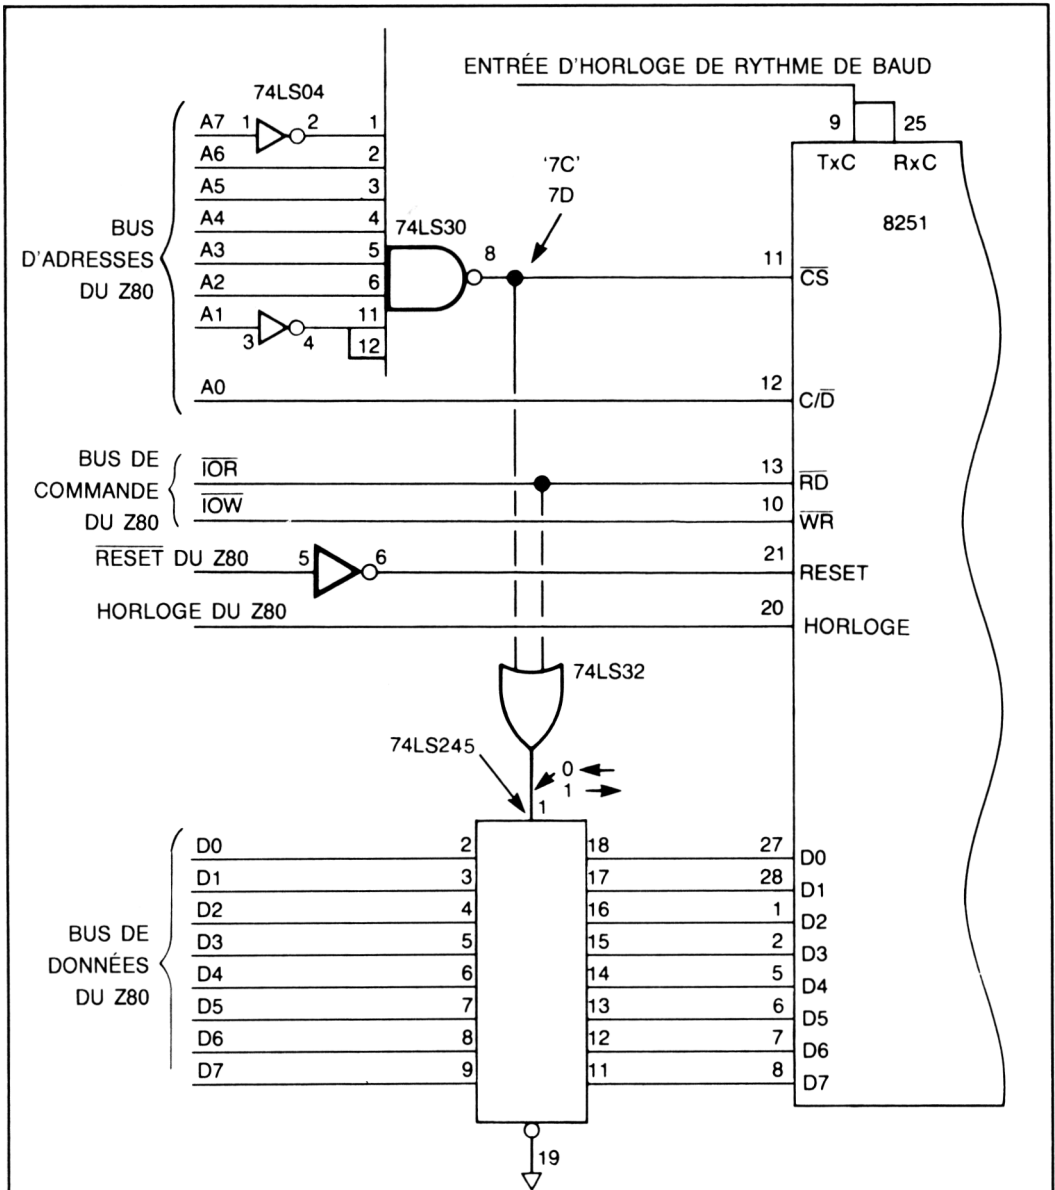 ENTRÉE D'HORLOGE DE RYTHME DE BAUD
74LS04
A7 1 2 1
9 25
A6 2
TxC RxC
'7C'
A5 3
7D
A4 4
74LS30
8251
BUS
D'ADRESSES
DU Z80
A3 5
8
11
CS
A2 6
A1 3 4 11
12
A0
12
C/D
BUS DE
COMMANDE
DU Z80
IOR
13
RD
IOW
10
WR
RESET DU Z80 5 6
21
RESET
HORLOGE DU Z80
20
HORLOGE
74LS32
74LS245
0
1
1
BUS DE
DONNÉES
DU Z80
D0 2 18 27 D0
D1 3 17 28 D1
D2 4 16 1 D2
D3 5 15 2 D3
D4 6 14 5 D4
D5 7 13 6 D5
D6 8 12 7 D6
D7 9 11 8 D7
19